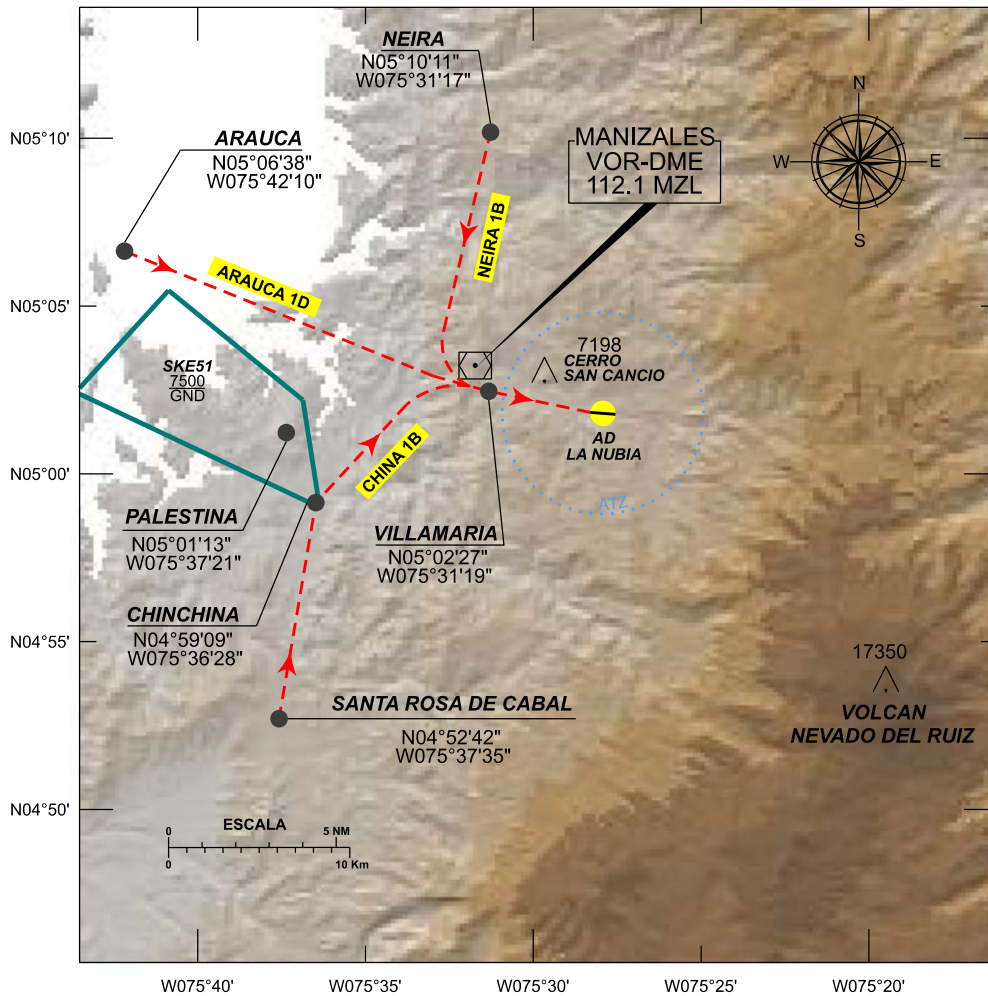 NEIRA
N05°10'11"
W075°31'17"
N05°10'
ARAUCA
N05°06'38"
W075°42'10"
MANIZALES
VOR-DME
112.1 MZL
N
W
E
S
NEIRA 1B
ARAUCA 1D
N05°05'
SKE51
7500
GND
7198
CERRO
SAN CANCIO
AD
LA NUBIA
CHINA 1B
N05°00'
ATZ
PALESTINA
N05°01'13"
W075°37'21"
VILLAMARIA
N05°02'27"
W075°31'19"
CHINCHINA
N04°59'09"
W075°36'28"
N04°55'
17350
VOLCAN
NEVADO DEL RUIZ
SANTA ROSA DE CABAL
N04°52'42"
W075°37'35"
N04°50'
0 ESCALA 5 NM
0 10 Km
W075°40' W075°35' W075°30' W075°25' W075°20'